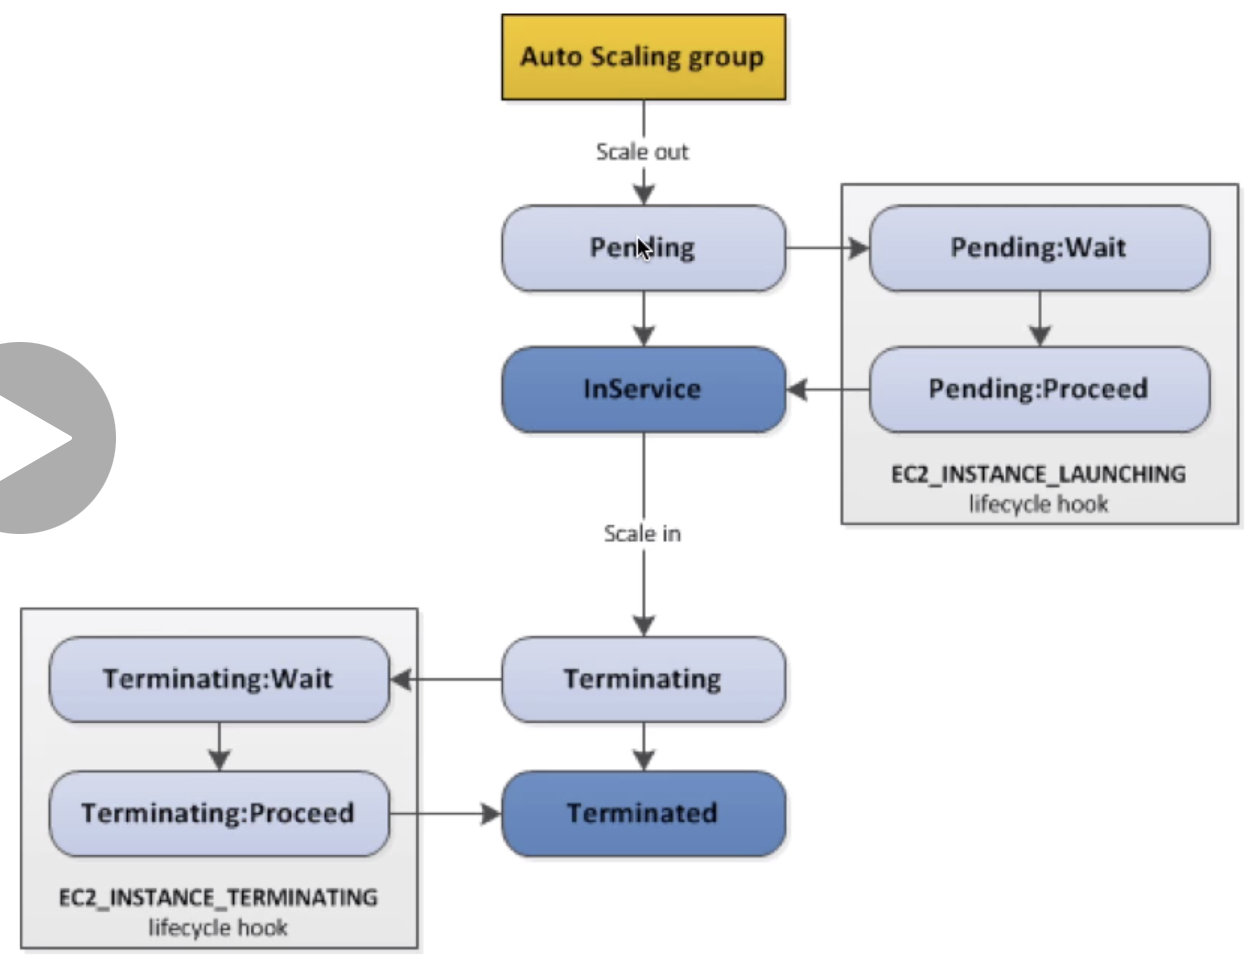 Auto Scaling group
Scale out
Pending
Pending:Wait
InService
Pending:Proceed
EC2_INSTANCE_LAUNCHING
lifecycle hook
Scale in
Terminating:Wait
Terminating
Terminating:Proceed
Terminated
EC2_INSTANCE_TERMINATING
lifecycle hook